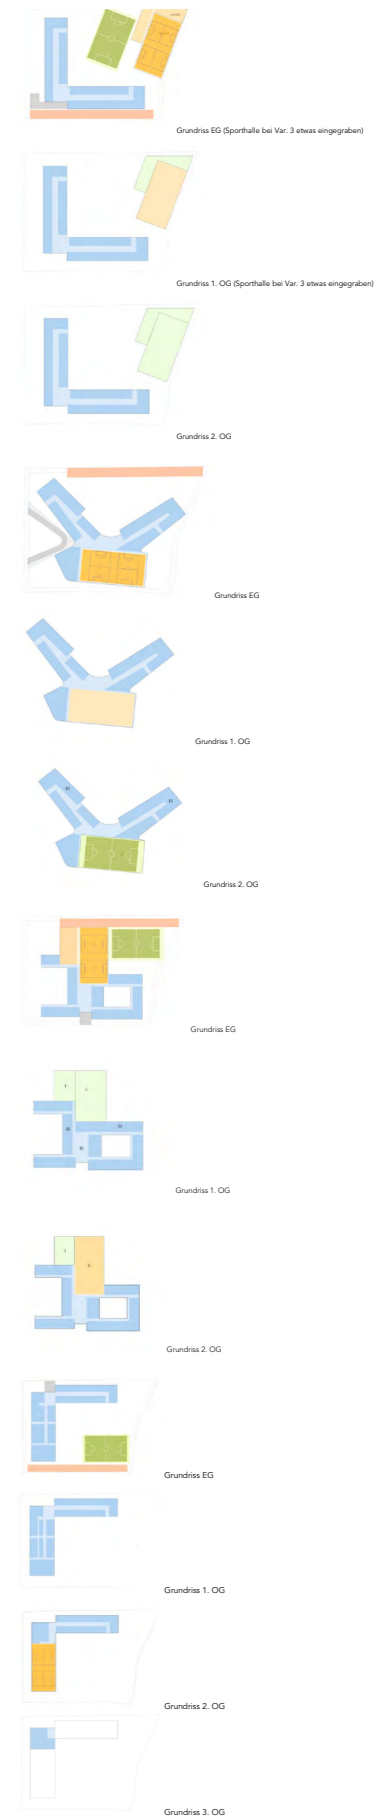 Grundriss EG (Sporthalle bei Var. 3 etwas eingegraben)
Grundriss 1. OG (Sporthalle bei Var. 3 etwas eingegraben)
Grundriss 2. OG
Grundriss EG
Grundriss 1. OG
Grundriss 2. OG
Grundriss EG
Grundriss 1. OG
Grundriss 2. OG
Grundriss EG
Grundriss 1. OG
Grundriss 2. OG
Grundriss 3. OG